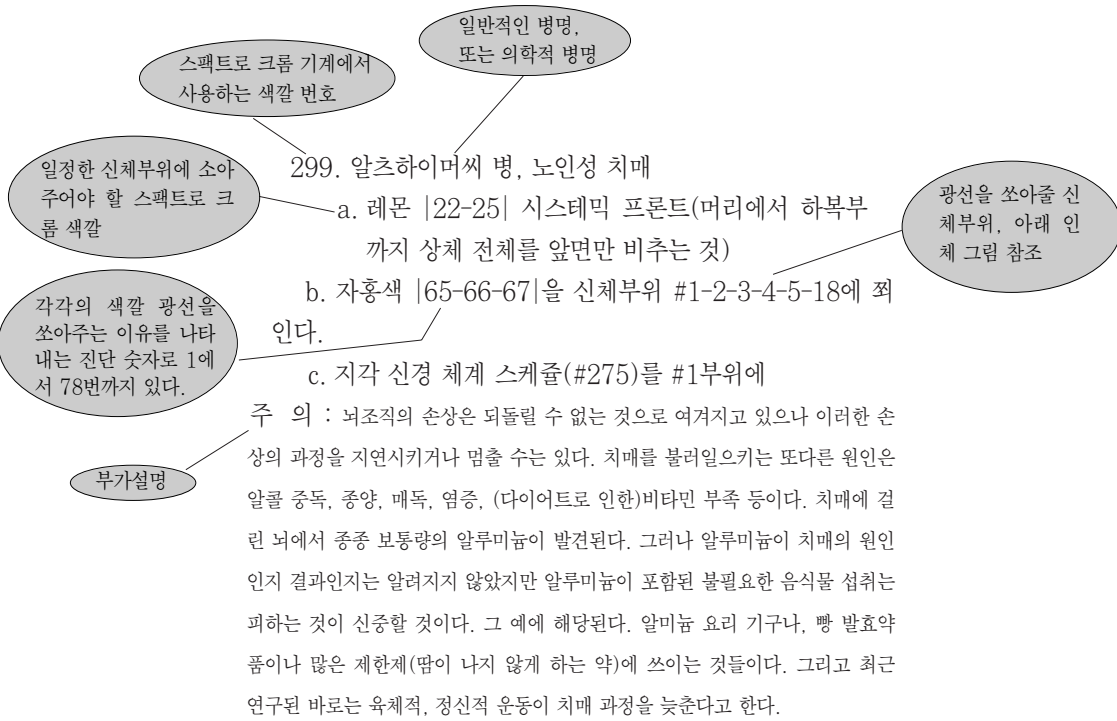 일반적인 병명,
또는 의학적 병명
스팩트로 크롬 기계에서
사용하는 색깔 번호
299. 알츠하이머씨 병, 노인성 치매
일정한 신체부위에 소아
주어야 할 스팩트로 크
롬 색깔
a. 레몬 |22-25| 시스테믹 프론트(머리에서 하복부
까지 상체 전체를 앞면만 비추는 것)
광선을 쏘아줄 신
체부위, 아래 인
체 그림 참조
b. 자홍색 |65-66-67|을 신체부위 #1-2-3-4-5-18에 쬐
인다.
각각의 색깔 광선을
쏘아주는 이유를 나타
내는 진단 숫자로 1에
서 78번까지 있다.
c. 지각 신경 체계 스케쥴(#275)를 #1부위에
주 의 : 뇌조직의 손상은 되돌릴 수 없는 것으로 여겨지고 있으나 이러한 손
상의 과정을 지연시키거나 멈출 수는 있다. 치매를 불러일으키는 또다른 원인은
부가설명
알콜 중독, 종양, 매독, 염증, (다이어트로 인한)비타민 부족 등이다. 치매에 걸
린 뇌에서 종종 보통량의 알루미늄이 발견된다. 그러나 알루미늄이 치매의 원인
인지 결과인지는 알려지지 않았지만 알루미늄이 포함된 불필요한 음식물 섭취는
피하는 것이 신중할 것이다. 그 예에 해당된다. 알미늄 요리 기구나, 빵 발효약
품이나 많은 제한제(땀이 나지 않게 하는 약)에 쓰이는 것들이다. 그리고 최근
연구된 바로는 육체적, 정신적 운동이 치매 과정을 늦춘다고 한다.